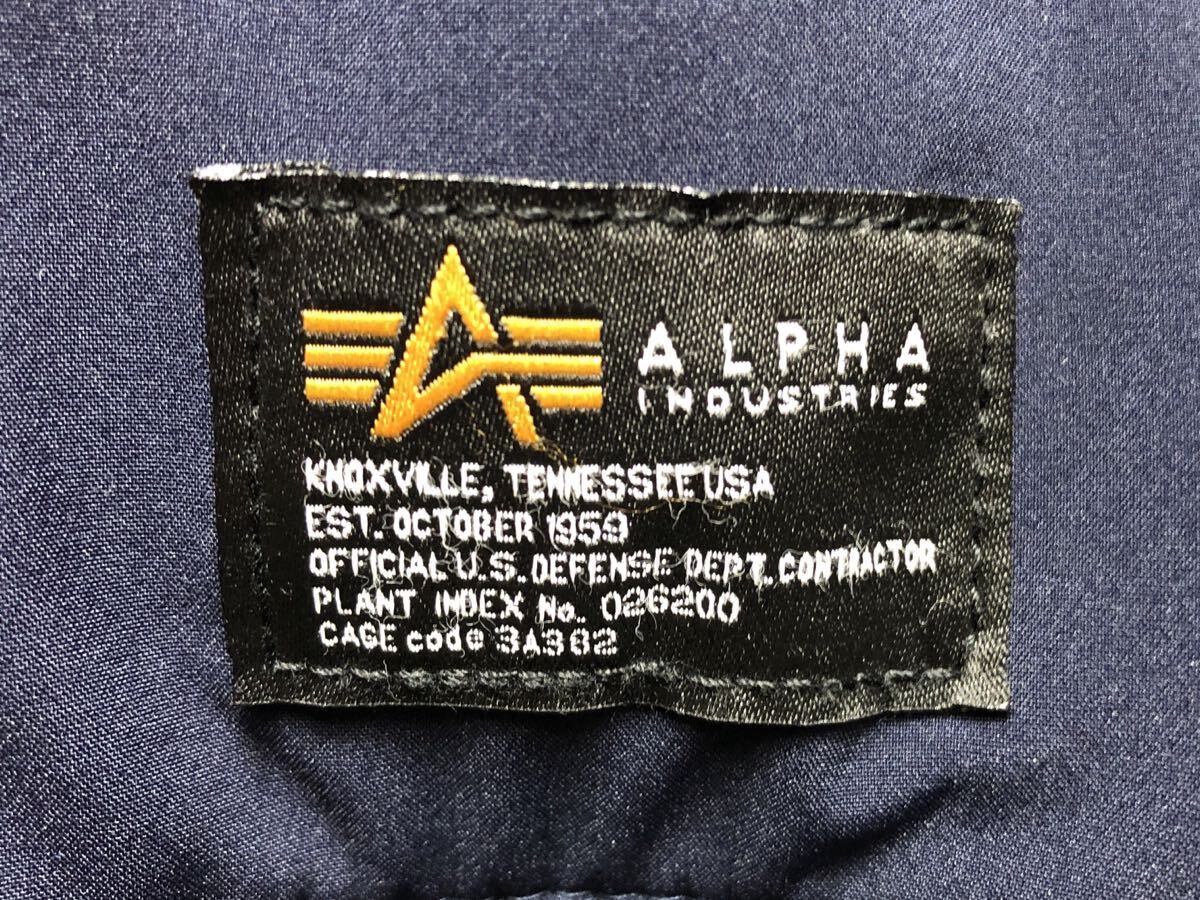 ALPHA
INDUSTRIES
KNOXVILLE, TENNESSEE USA
EST. OCTOBER 1959
OFFICIAL U.S. DEFENSE DEPT. CONTRACTOR
PLANT INDEX No. 026200
CAGE code 3A382